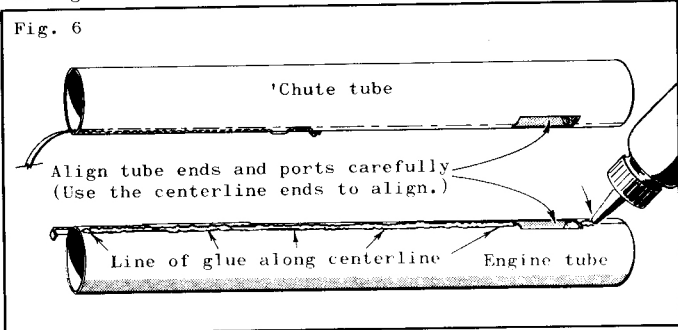 Fig. 6
'Chute tube
Align tube ends and ports carefully
(Use the centerline ends to align.)
Line of glue along centerline
Engine tube